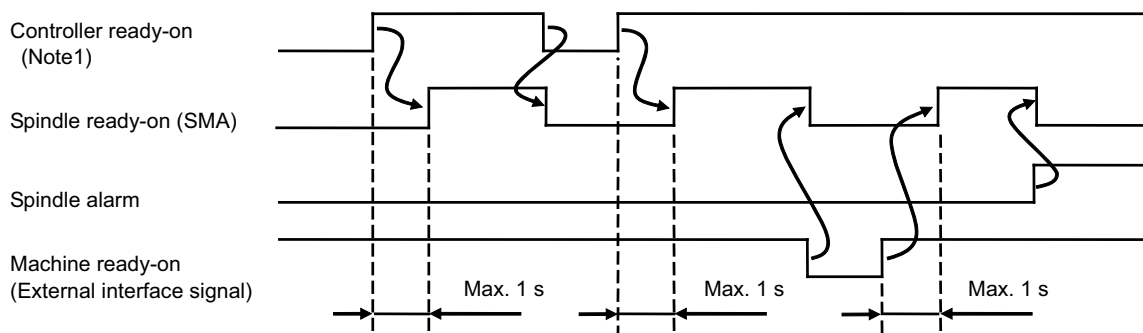 Controller ready-on
(Note1)
Spindle ready-on (SMA)
Spindle alarm
Machine ready-on
(External interface signal)
Max. 1 s
Max. 1 s
Max. 1 s